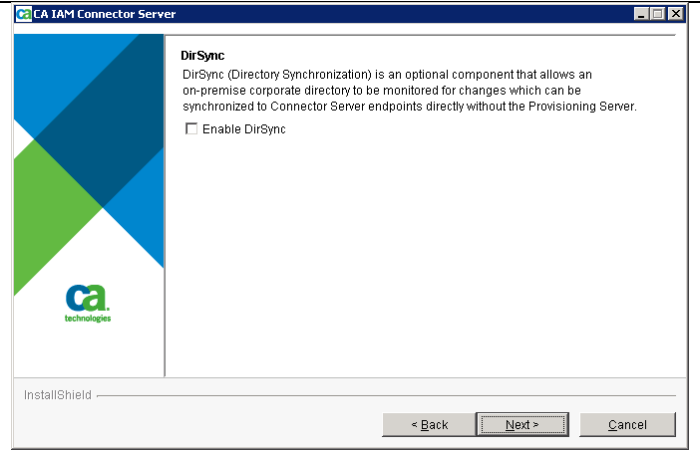 CA IAM Connector Server
DirSync
DirSync (Directory Synchronization) is an optional component that allows an
on-premise corporate directory to be monitored for changes which can be
synchronized to Connector Server endpoints directly without the Provisioning Server.
Enable DirSync
ca.
technologies
InstallShield
< Back
Next >
Cancel